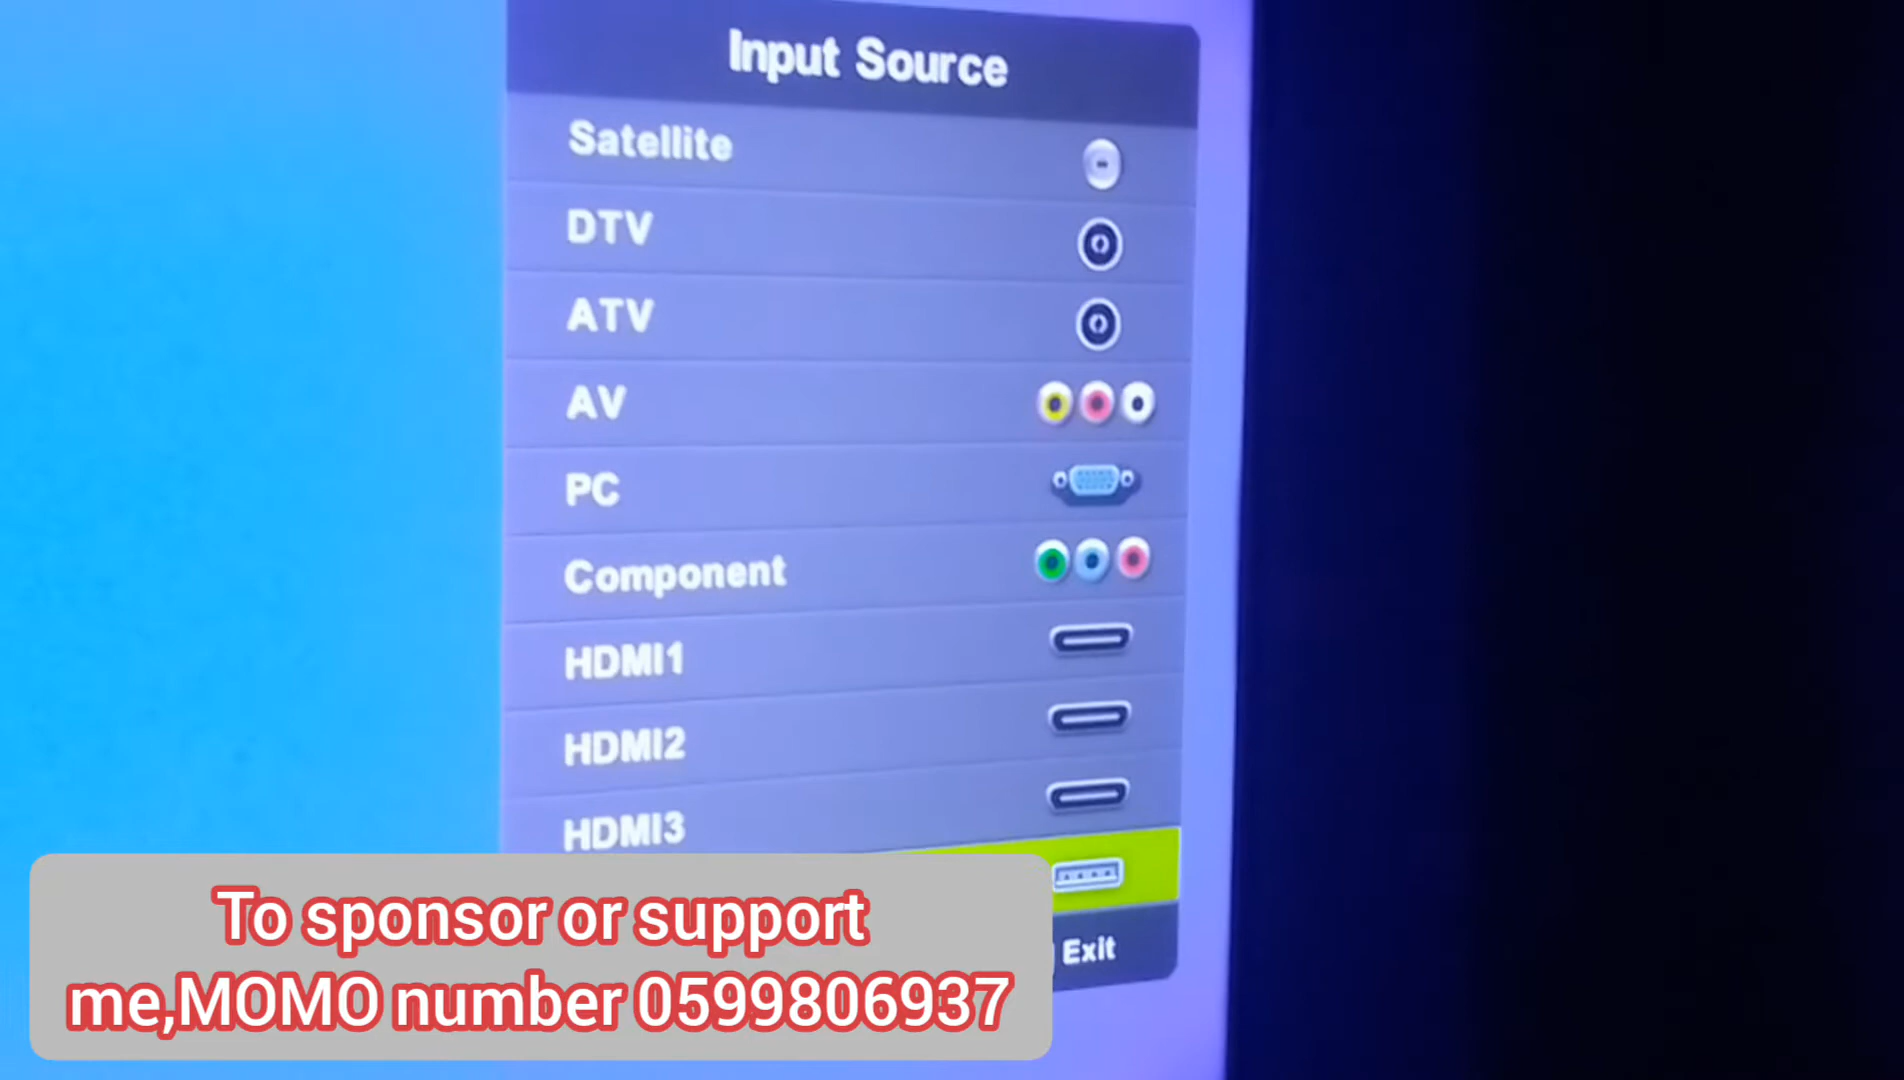 Input Source
Satellite
DTV
ATV
AV
PC
Component
HDMI1
HDMI2
HDMI3
Exit
To sponsor or support
me,MOMO number 0599806937